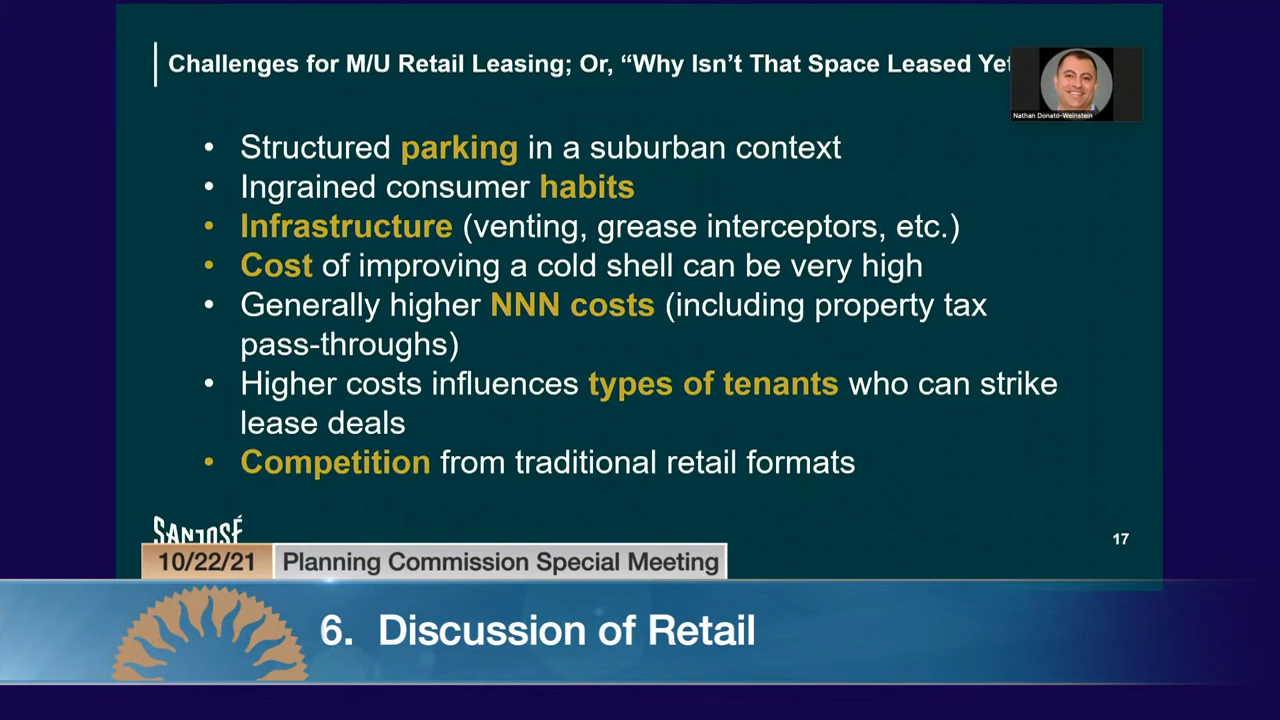 Challenges for M/U Retail Leasing; Or, “Why Isn’t That Space Leased Yet
Nathan Donato-Weinstein
• Structured parking in a suburban context
• Ingrained consumer habits
• Infrastructure (venting, grease interceptors, etc.)
• Cost of improving a cold shell can be very high
• Generally higher NNN costs (including property tax
pass-throughs)
• Higher costs influences types of tenants who can strike
lease deals
• Competition from traditional retail formats
SAN JOSÉ
17
10/22/21 Planning Commission Special Meeting
6. Discussion of Retail